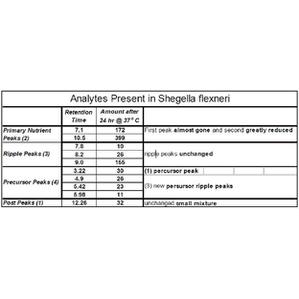 Analytes Present in Shegella flexneri
Retention Time Amount after 24 hr @ 37° C
Primary Nutrient Peaks (2) 7.1 172 First peak almost gone and second greatly reduced
10.5 399
Ripple Peaks (3) 7.8 10
8.2 26 ripple peaks unchanged
9.0 155
Precursor Peaks (4) 3.22 30 (1) percursor peak
4.9 26
5.42 23 (3) new persursor ripple peaks
5.98 11
Post Peaks (1) 12.26 32 unchanged small mixture